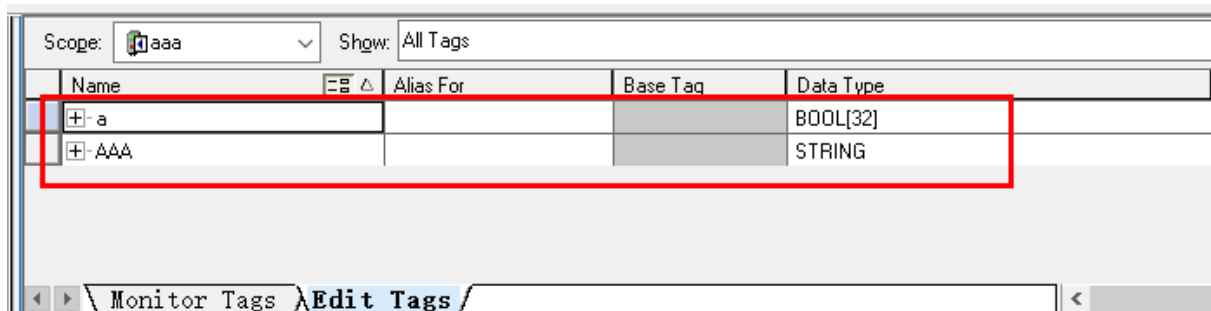 Scope: aaa Show: All Tags
Name Alias For Base Tag Data Type
a BOOL[32]
AAA STRING
Monitor Tags Edit Tags